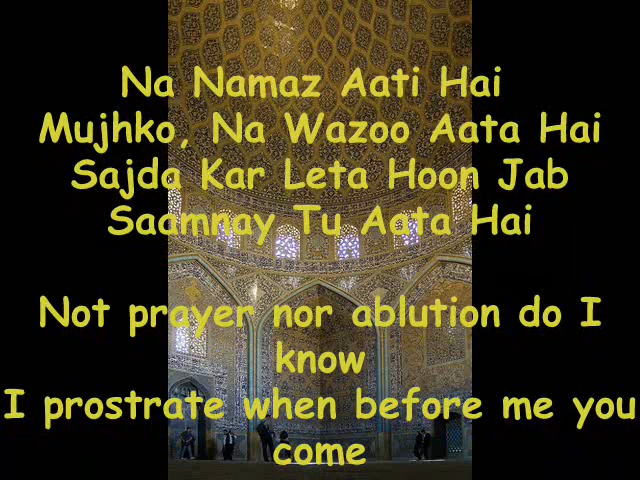 Na Namaz Aati Hai
Mujhko, Na Wazoo Aata Hai
Sajda Kar Leta Hoon Jab
Saamnay Tu Aata Hai
Not prayer nor ablution do I
know
I prostrate when before me you
come